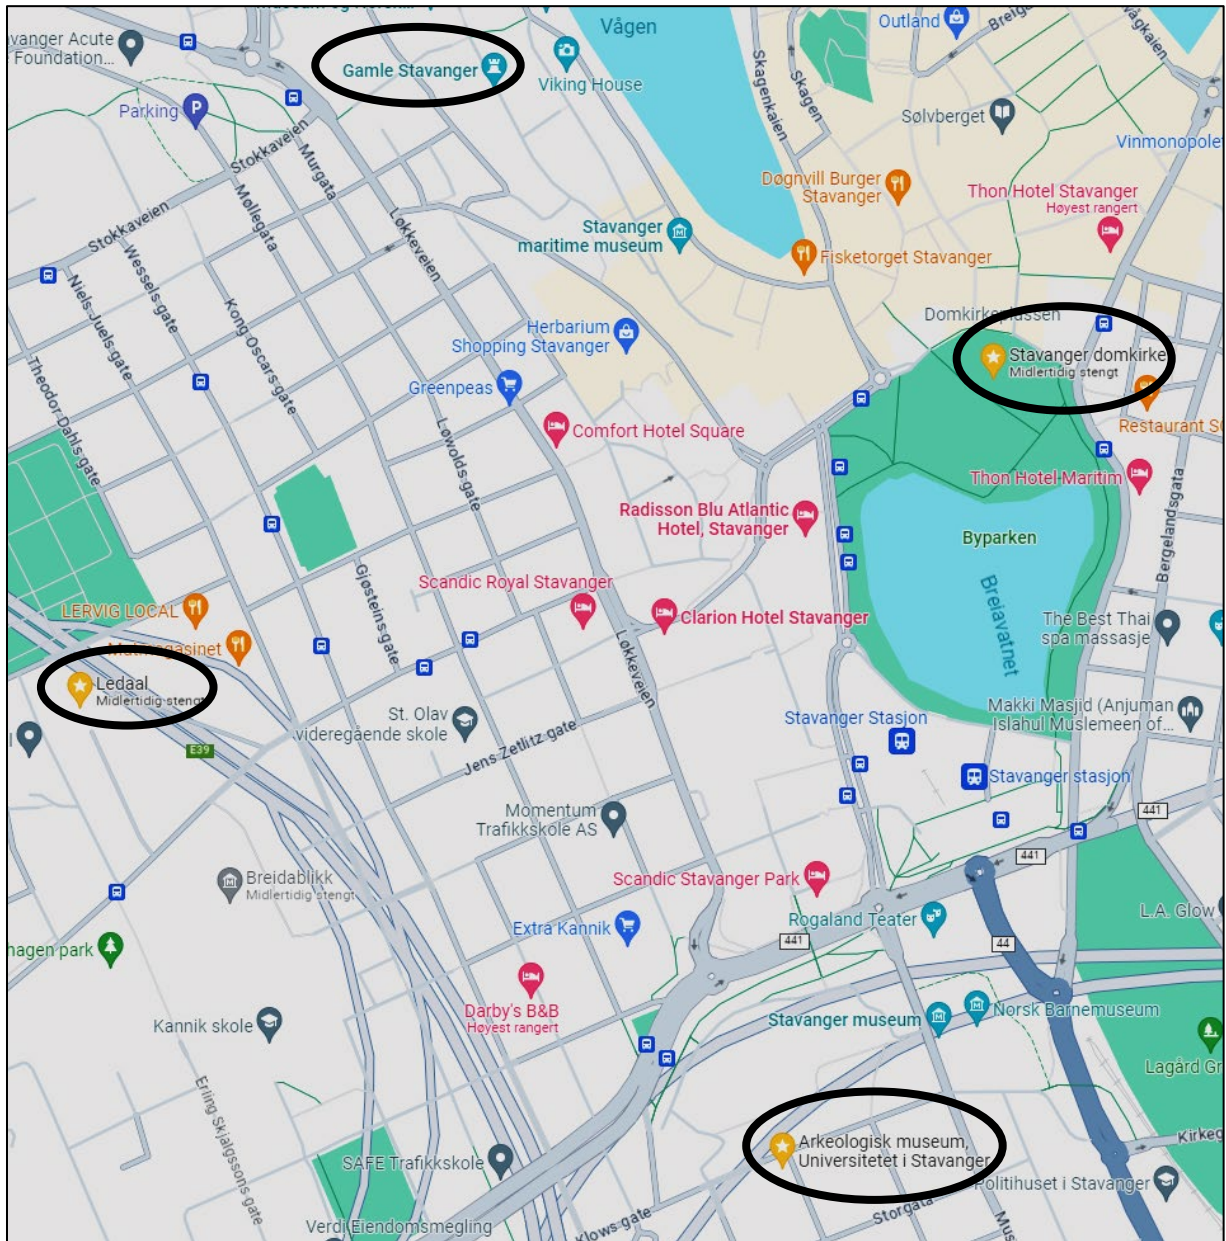 Vågen
Outland
vanger Acute
Foundation...
Gamle Stavanger
Viking House
Parking
Skagenkaien
Skagen
Sølvberget
Vinmonopole
Stokkaveien
Murgata
Møllegata
Løkkeveien
Døgnvill Burger
Stavanger
Thon Hotel Stavanger
Høyest rangert
Stokkaveien
Stavanger
maritime museum
Fisketorget Stavanger
Wessels gate
Niels Juels gate
Kong Oscars gate
Theodor Dahls gate
Herbarium
Shopping Stavanger
Domkirkeplassen
Stavanger domkirke
Midlertidig stengt
Greenpeas
Løwolds gate
Comfort Hotel Square
Restaurant
Thon Hotel Maritim
Bergelandsgata
Radisson Blu Atlantic
Hotel, Stavanger
Byparken
Breiavatnet
Gjøsteins gate
Scandic Royal Stavanger
Clarion Hotel Stavanger
LERVIG LOCAL
Matmagasinet
Løkkeveien
The Best Thai
spa massasje
Ledaal
Midlertidig stengt
E39
St. Olav
videregående skole
Jens Zetlitz gate
Stavanger Stasjon
Makki Masjid (Anjuman
Islahul Muslemeen of...
Stavanger stasjon
441
Momentum
Trafikkskole AS
441
Breidablikk
Midlertidig stengt
Scandic Stavanger Park
Rogaland Teater
L.A. Glow
Extra Kannik
441
44
hagen park
Darby's B&B
Høyest rangert
Kannik skole
Stavanger museum
Norsk Barnemuseum
Lagård
Erling Skjalgssons gate
Arkeologisk museum,
Universitetet i Stavanger
SAFE Trafikkskole
Politihuset i Stavanger
Verdi Eiendomsmegling
Storgata